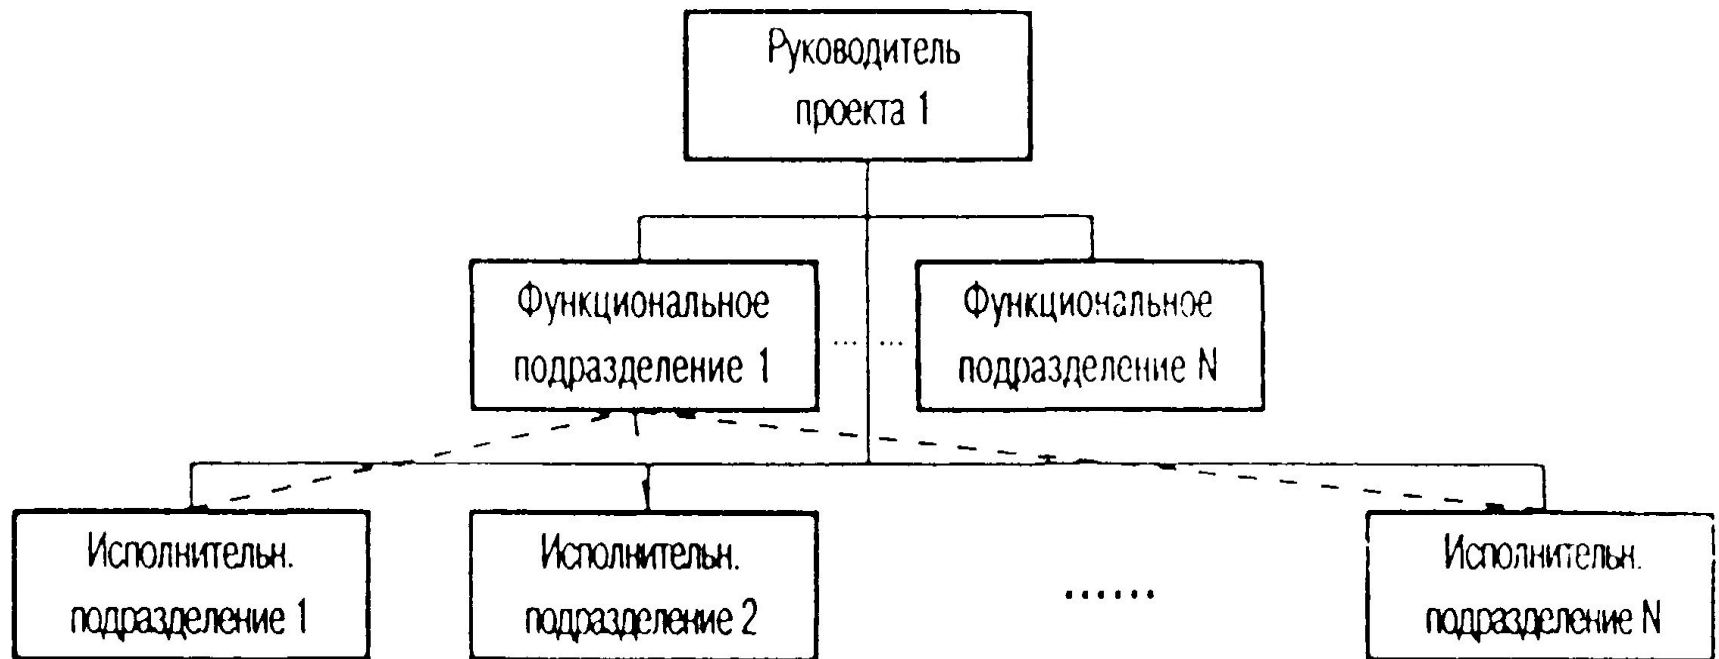 Руководитель
проекта 1
Функциональное
подразделение 1
... ...
Функциональное
подразделение N
Исполнительн.
подразделение 1
Исполнительн.
подразделение 2
......
Исполнительн.
подразделение N